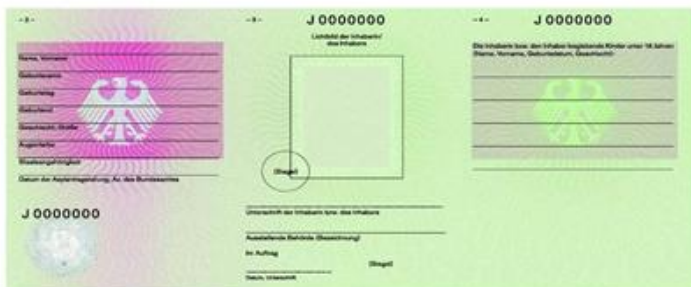 - 2 -
Name, Vorname
Geburtsname
Geburtstag
Geburtsort
Geschlecht; Größe
Augenfarbe
Staatsangehörigkeit
Datum der Asylantragstellung, Az. des Bundesamtes
J 0000000
- 3 -
J 0000000
Lichtbild der Inhaberin/
des Inhabers
(Siegel)
Unterschrift der Inhaberin bzw. des Inhabers
Ausstellende Behörde (Bezeichnung)
Im Auftrag
(Siegel)
Datum, Unterschrift
- 4 -
J 0000000
Die Inhaberin bzw. den Inhaber begleitende Kinder unter 16 Jahren
(Name, Vorname, Geburtsdatum, Geschlecht):